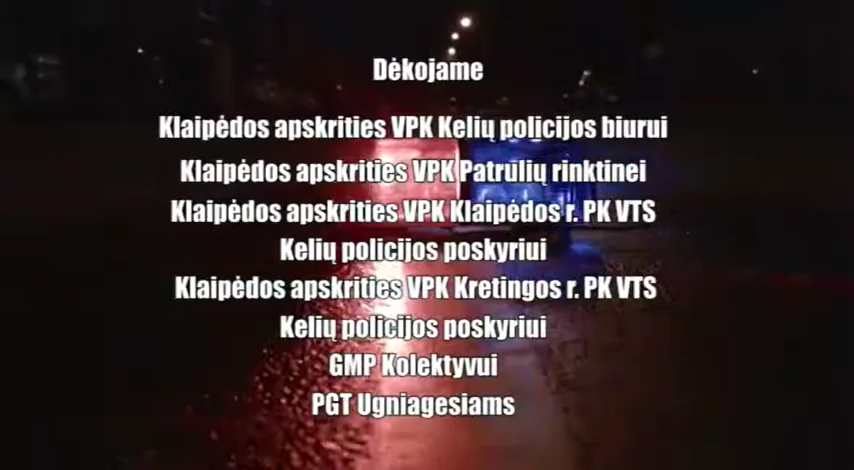 Dėkojame
Klaipėdos apskrities VPK Kelių policijos biurui
Klaipėdos apskrities VPK Patrulių rinktinei
Klaipėdos apskrities VPK Klaipėdos r. PK VTS
Kelių policijos poskyriui
Klaipėdos apskrities VPK Kretingos r. PK VTS
Kelių policijos poskyriui
GMP Kolektyvui
PGT Ugniagesiams